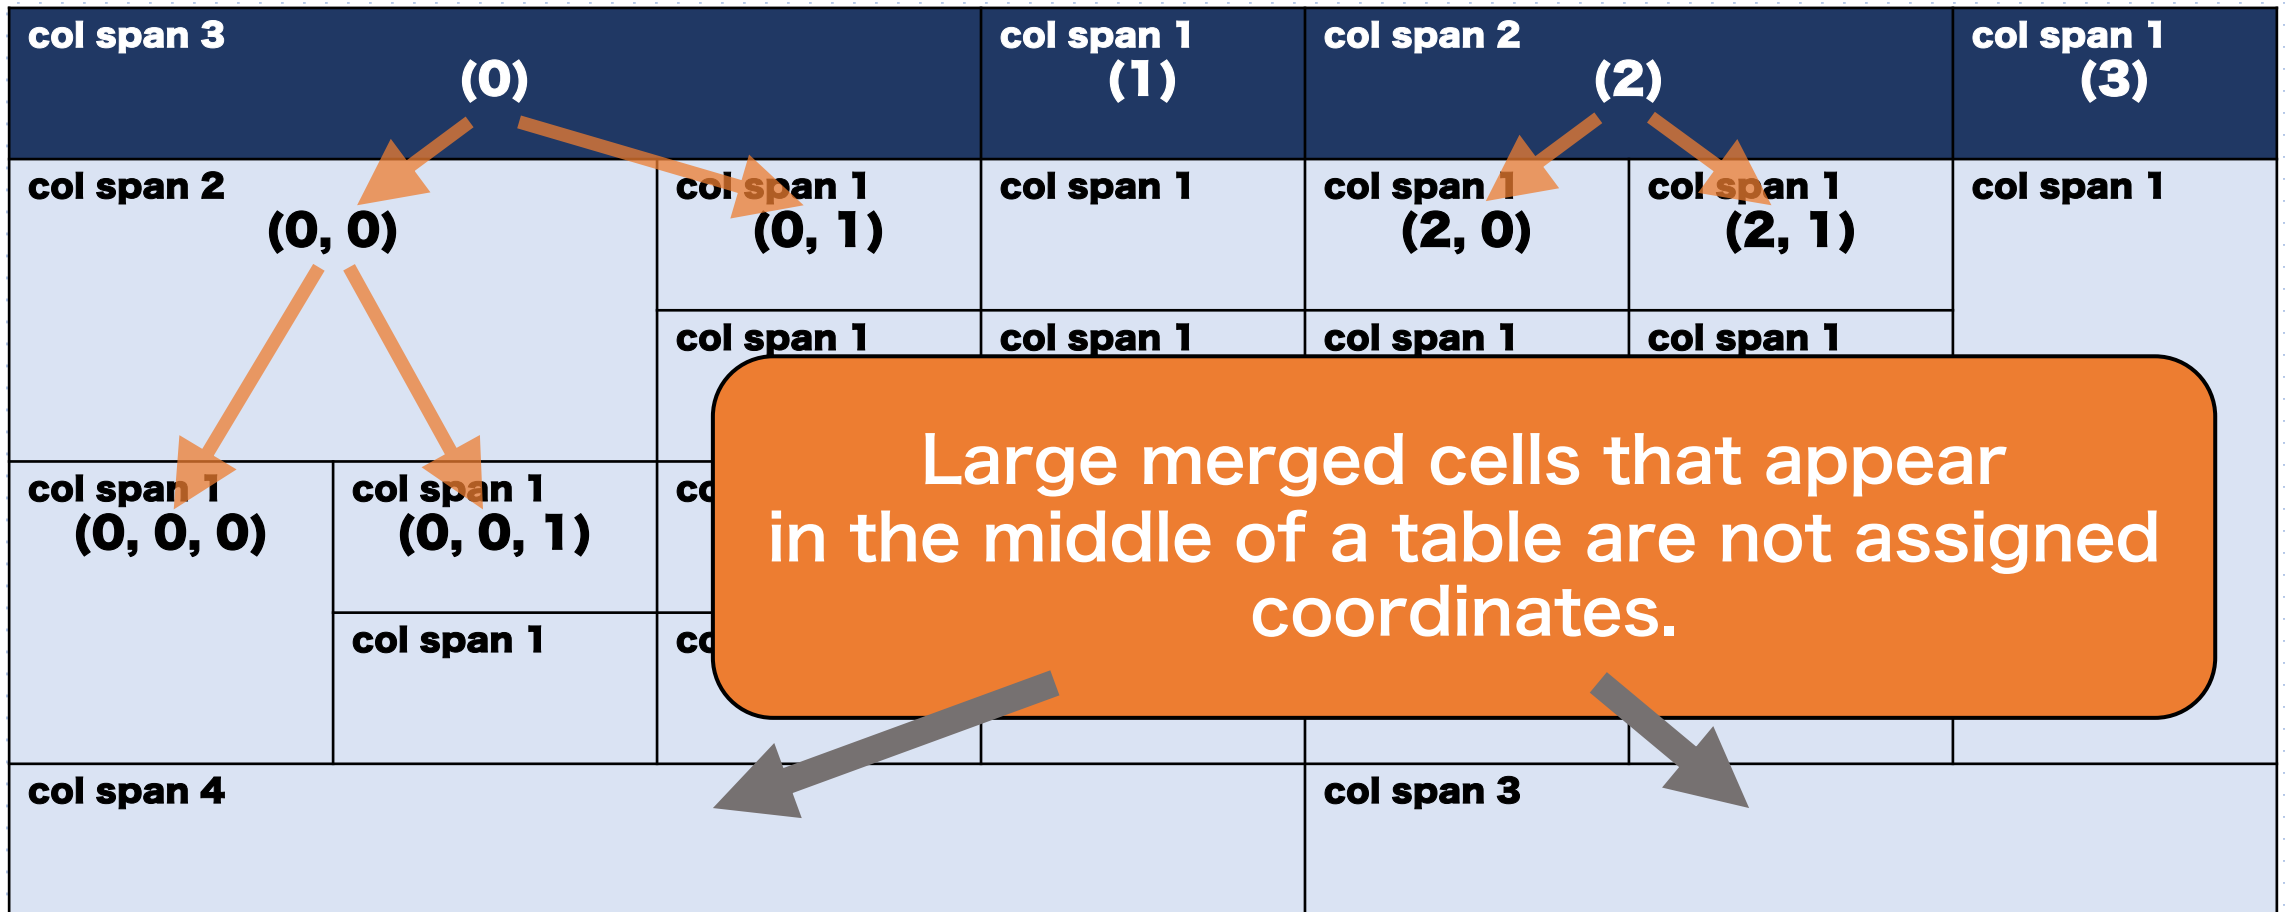 col span 3
(0)
col span 1
(1)
col span 2
(2)
col span 1
(3)
col span 2
(0, 0)
col span 1
(0, 1)
col span 1
col span 1
(2, 0)
col span 1
(2, 1)
col span 1
col span 1
col span 1
col span 1
col span 1
col span 1
(0, 0, 0)
col span 1
(0, 0, 1)
Large merged cells that appear
in the middle of a table are not assigned
coordinates.
col span 1
col span 4
col span 3